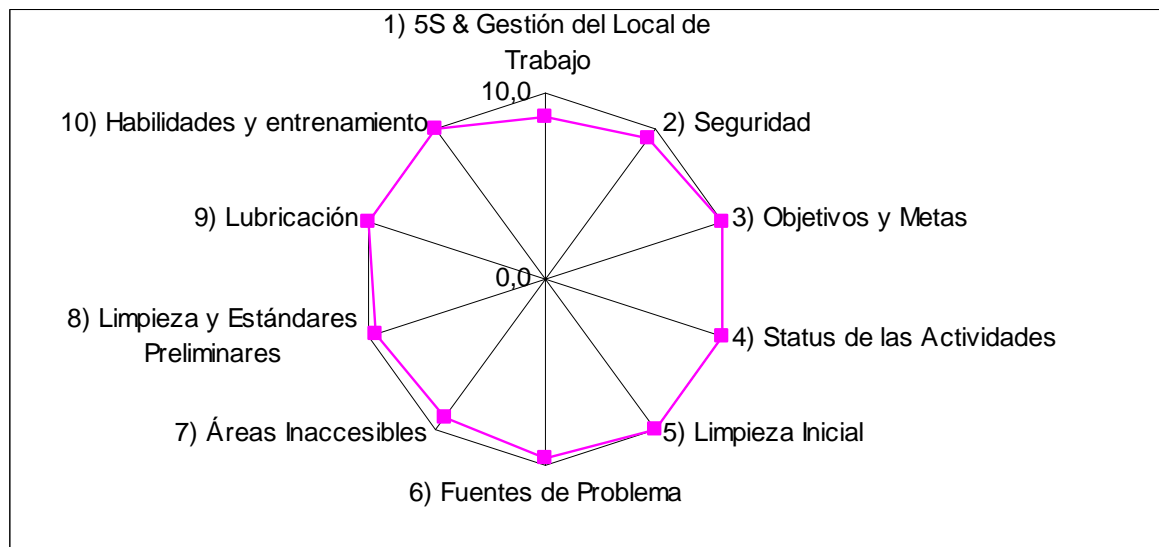 1) 5S & Gestión del Local de
Trabajo
10,0
2) Seguridad
10) Habilidades y entrenamiento
9) Lubricación
3) Objetivos y Metas
0,0
8) Limpieza y Estándares
Preliminares
4) Status de las Actividades
7) Áreas Inaccesibles
5) Limpieza Inicial
6) Fuentes de Problema